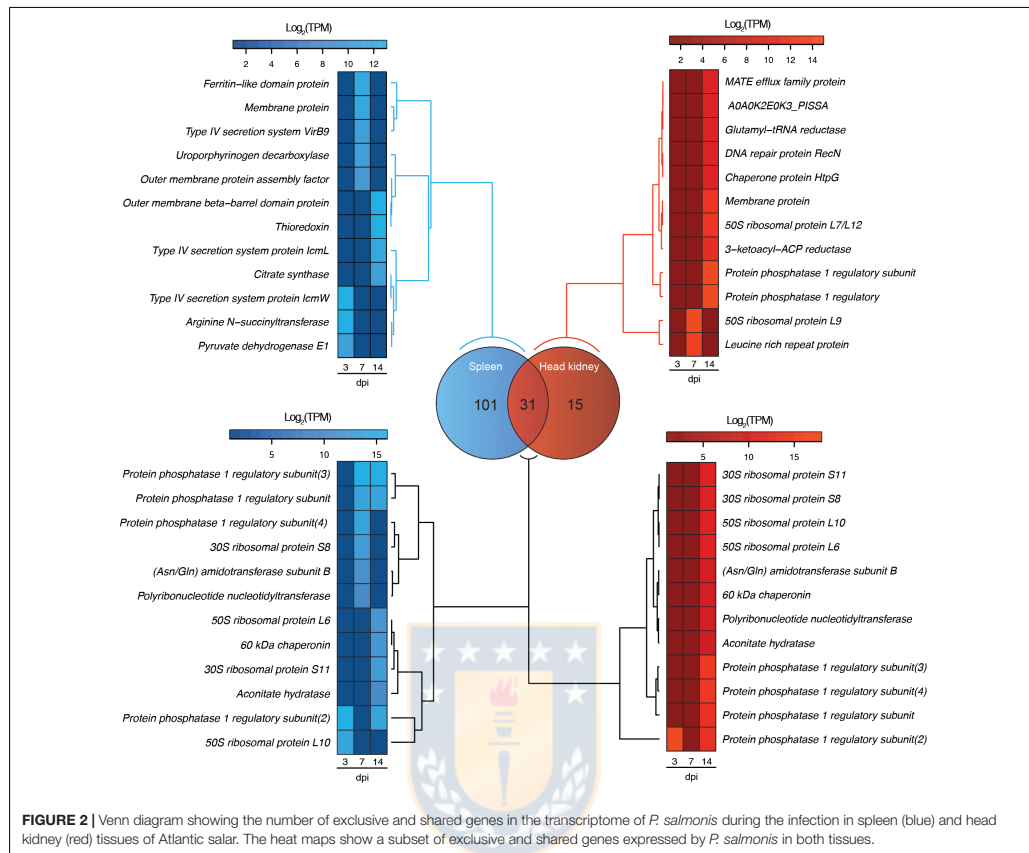 Log2(TPM)
2 4 6 8 10 12
Ferritin-like domain protein
Membrane protein
Type IV secretion system VirB9
Uroporphyrinogen decarboxylase
Outer membrane protein assembly factor
Outer membrane beta-barrel domain protein
Thioredoxin
Type IV secretion system protein IcmL
Citrate synthase
Type IV secretion system protein IcmW
Arginine N-succinyltransferase
Pyruvate dehydrogenase E1
3 7 14
dpi
Log2(TPM)
2 4 6 8 10 12 14
MATE efflux family protein
A0A0K2E0K3_PISSA
Glutamyl-tRNA reductase
DNA repair protein RecN
Chaperone protein HtpG
Membrane protein
50S ribosomal protein L7/L12
3-ketoacyl-ACP reductase
Protein phosphatase 1 regulatory subunit
Protein phosphatase 1 regulatory
50S ribosomal protein L9
Leucine rich repeat protein
3 7 14
dpi
Spleen
Head kidney
101
31
15
Log2(TPM)
5 10 15
Protein phosphatase 1 regulatory subunit(3)
Protein phosphatase 1 regulatory subunit
Protein phosphatase 1 regulatory subunit(4)
30S ribosomal protein S8
(Asn/Gln) amidotransferase subunit B
Polyribonucleotide nucleotidyltransferase
50S ribosomal protein L6
60 kDa chaperonin
30S ribosomal protein S11
Aconitate hydratase
Protein phosphatase 1 regulatory subunit(2)
50S ribosomal protein L10
3 7 14
dpi
Log2(TPM)
5 10 15
30S ribosomal protein S11
30S ribosomal protein S8
50S ribosomal protein L10
50S ribosomal protein L6
(Asn/Gln) amidotransferase subunit B
60 kDa chaperonin
Polyribonucleotide nucleotidyltransferase
Aconitate hydratase
Protein phosphatase 1 regulatory subunit(3)
Protein phosphatase 1 regulatory subunit(4)
Protein phosphatase 1 regulatory subunit
Protein phosphatase 1 regulatory subunit(2)
3 7 14
dpi
FIGURE 2 | Venn diagram showing the number of exclusive and shared genes in the transcriptome of P. salmonis during the infection in spleen (blue) and head
kidney (red) tissues of Atlantic salar. The heat maps show a subset of exclusive and shared genes expressed by P. salmonis in both tissues.